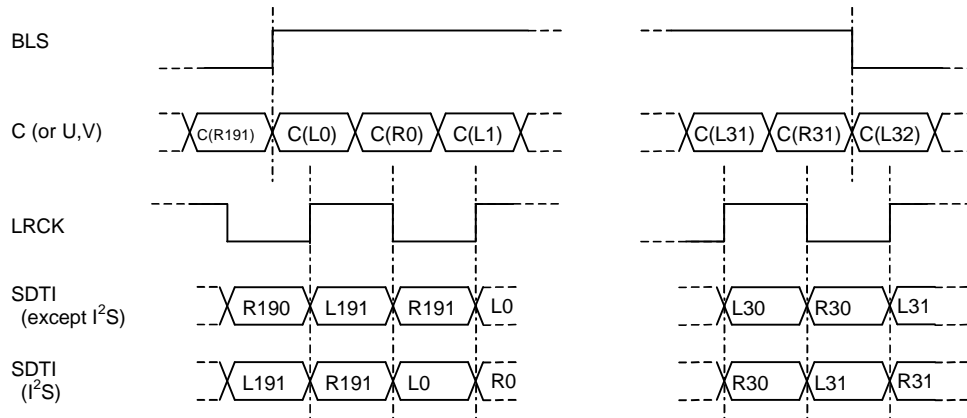 BLS
C (or U,V) C(R191) C(L0) C(R0) C(L1) C(L31) C(R31) C(L32)
LRCK
SDTI
(except I²S) R190 L191 R191 L0 L30 R30 L31
SDTI
(I²S) L191 R191 L0 R0 R30 L31 R31